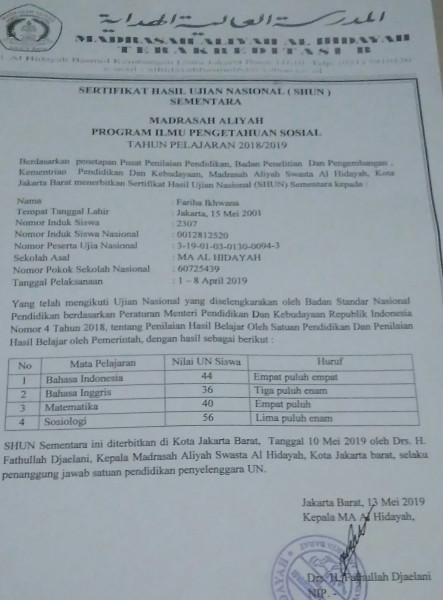 المدرسة العالية الهداية
MADRASAH ALIYAH AL HIDAYAH
TERAKREDITASI B
SERTIFIKAT HASIL UJIAN NASIONAL ( SHUN )
SEMENTARA
MADRASAH ALIYAH
PROGRAM ILMU PENGETAHUAN SOSIAL
TAHUN PELAJARAN 2018/2019
Berdasarkan penetapan Pusat Penilaian Pendidikan, Badan Penelitian Dan Pengembangan ,
Kementrian Pendidikan Dan Kebudayaan, Madrasah Aliyah Swasta Al Hidayah, Kota
Jakarta Barat menerbitkan Sertifikat Hasil Ujian Nasional (SHUN) Sementara kepada :
Nama : Fariha Ikhwana
Tempat Tanggal Lahir : Jakarta, 15 Mei 2001
Nomor Induk Siswa : 2307
Nomor Induk Siswa Nasional : 0012812520
Nomor Peserta Ujia Nasional : 3-19-01-03-0130-0094-3
Sekolah Asal : MA AL HIDAYAH
Nomor Pokok Sekolah Nasional : 60725439
Tanggal Pelaksanaan : 1 – 8 April 2019
Yang telah mengikuti Ujian Nasional yang diselengkarakan oleh Badan Standar Nasional
Pendidikan berdasarkan Peraturan Menteri Pendidikan Dan Kebudayaan Republik Indonesia
Nomor 4 Tahun 2018, tentang Penilaian Hasil Belajar Oleh Satuan Pendidikan Dan Penilaian
Hasil Belajar oleh Pemerintah, dengan hasil sebagai berikut :
No Mata Pelajaran Nilai UN Siswa Huruf
1 Bahasa Indonesia 44 Empat puluh empat
2 Bahasa Inggris 36 Tiga puluh enam
3 Matematika 40 Empat puluh
4 Sosiologi 56 Lima puluh enam
SHUN Sementara ini diterbitkan di Kota Jakarta Barat, Tanggal 10 Mei 2019 oleh Drs. H.
Fathullah Djaelani, Kepala Madrasah Aliyah Swasta Al Hidayah, Kota Jakarta barat, selaku
penanggung jawab satuan pendidikan penyelenggara UN.
Jakarta Barat, 13 Mei 2019
Kepala MA Al Hidayah,
Drs. H. Fathullah Djaelani
NIP. -